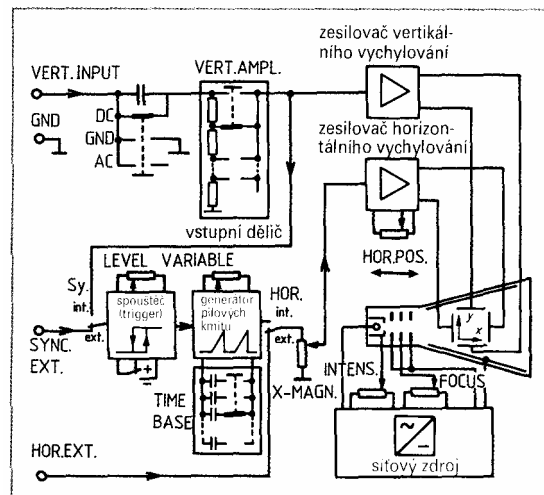 zesilovač vertikál-
ního vychylování
VERT. INPUT
VERT.AMPL.
DC
GND
GND
AC
zesilovač horizon-
tálního vychylování
vstupní dělič
HOR.POS.
LEVEL
VARIABLE
Sy.
int.
ext.
spouštěč
(trigger)
generátor
pilových
kmitů
HOR.
int.
ext.
SYNC.
EXT.
y
x
X-MAGN.
INTENS.
FOCUS
TIME
BASE
HOR.EXT.
síťový zdroj